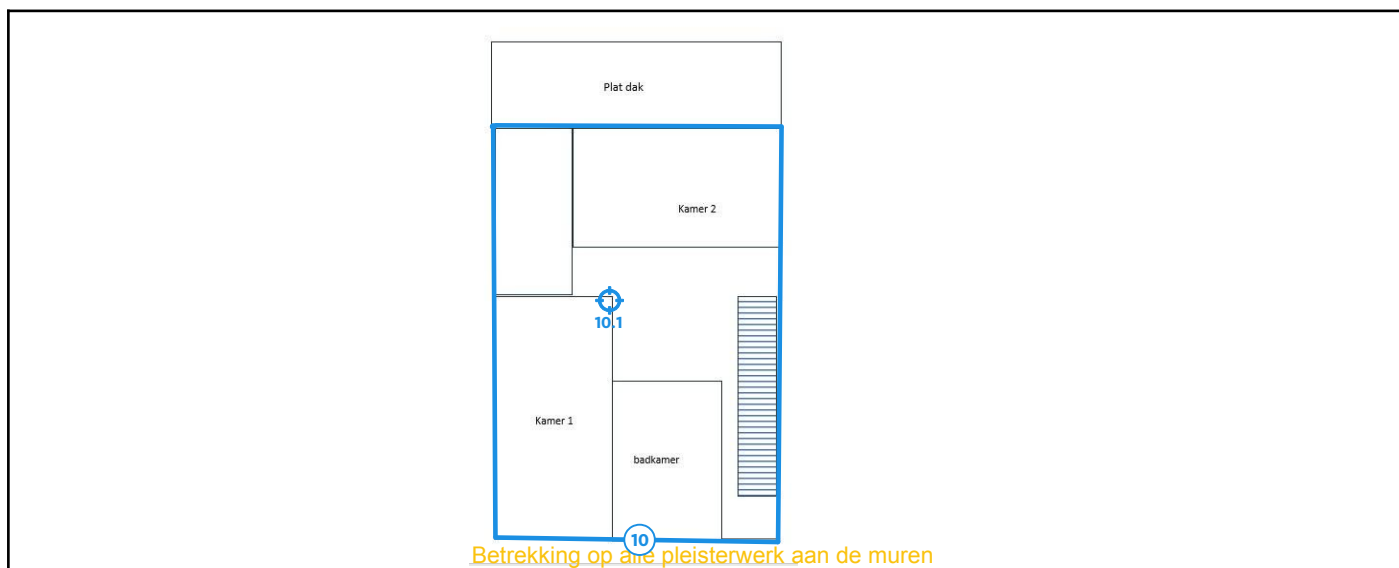 Plat dak
Kamer 2
10.1
Kamer 1
badkamer
10
Betrekking op alle pleisterwerk aan de muren